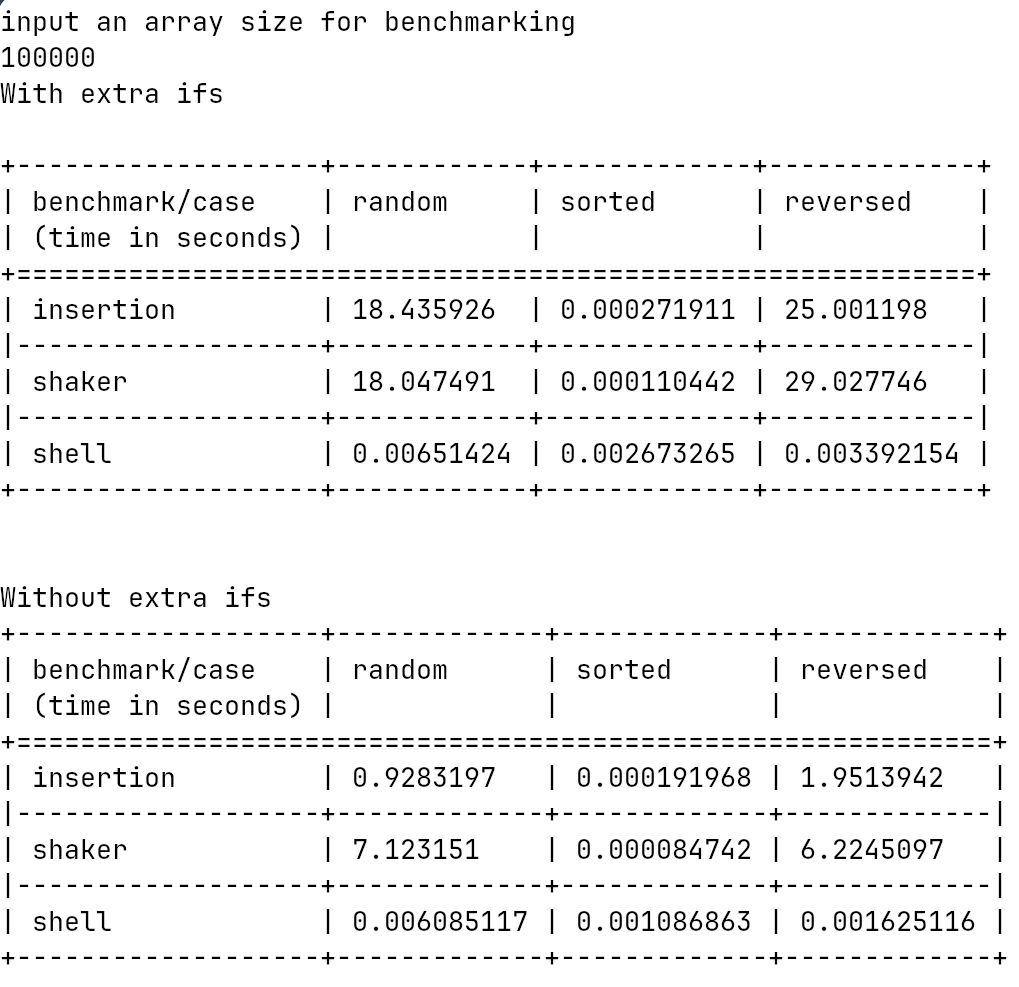 input an array size for benchmarking
100000
With extra ifs
+-------------------+------------+-------------+-------------+
| benchmark/case    | random     | sorted      | reversed    |
| (time in seconds) |            |             |             |
+============================================================+
| insertion         | 18.435926  | 0.000271911 | 25.001198   |
|-------------------+------------+-------------+-------------|
| shaker            | 18.047491  | 0.000110442 | 29.027746   |
|-------------------+------------+-------------+-------------|
| shell             | 0.00651424 | 0.002673265 | 0.003392154 |
+-------------------+------------+-------------+-------------+
Without extra ifs
+-------------------+-------------+-------------+-------------+
| benchmark/case    | random      | sorted      | reversed    |
| (time in seconds) |             |             |             |
+=============================================================+
| insertion         | 0.9283197   | 0.000191968 | 1.9513942   |
|-------------------+-------------+-------------+-------------|
| shaker            | 7.123151    | 0.000084742 | 6.2245097   |
|-------------------+-------------+-------------+-------------|
| shell             | 0.006085117 | 0.001086863 | 0.001625116 |
+-------------------+-------------+-------------+-------------+